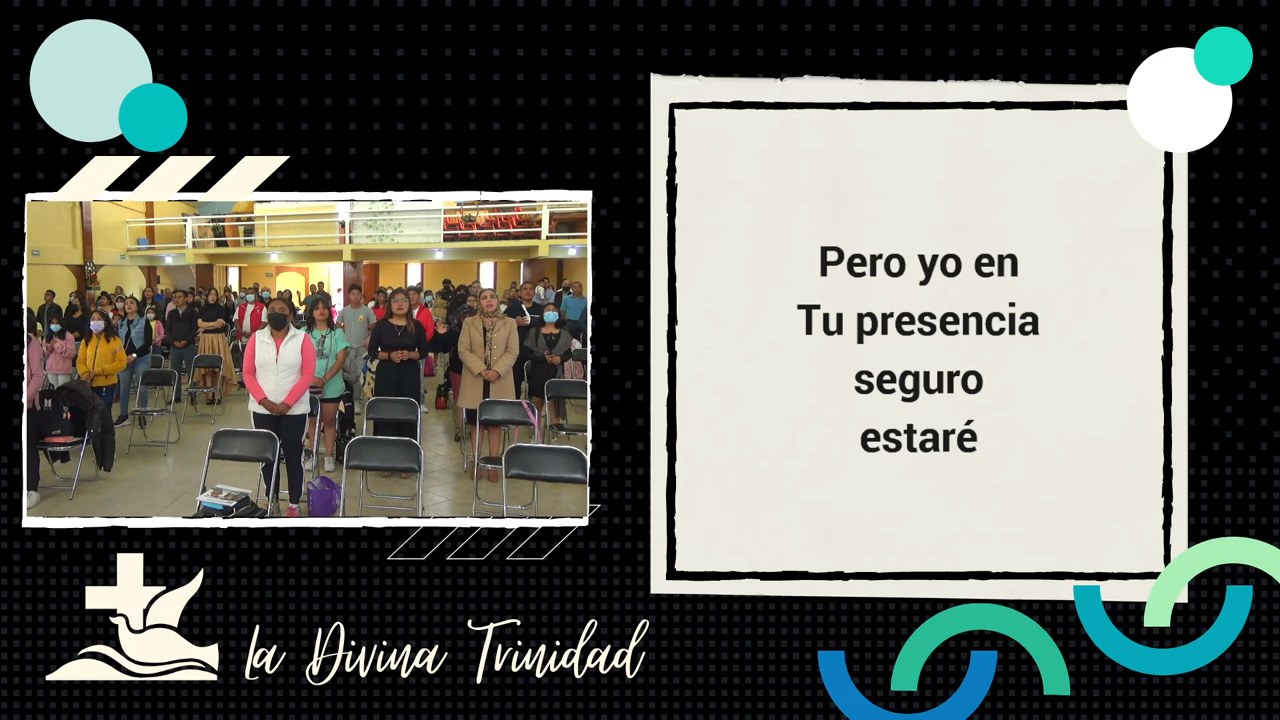 Pero yo en
Tu presencia
seguro
estaré
La Divina Trinidad